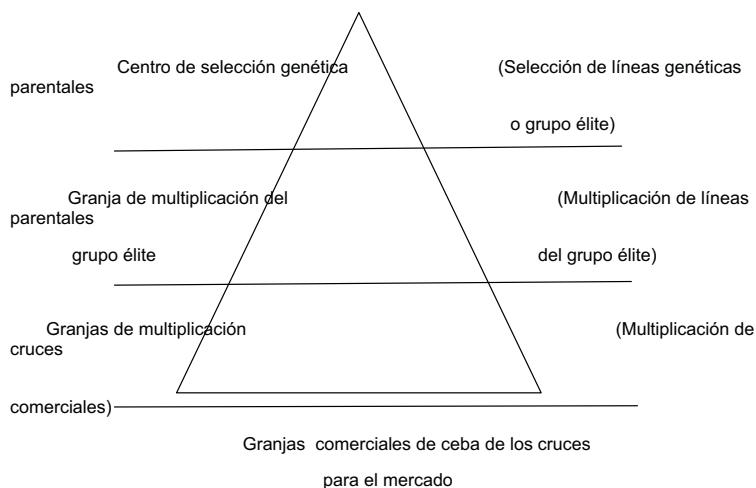 Centro de selección genética (Selección de líneas genéticas
parentales
o grupo élite)
Granja de multiplicación del (Multiplicación de líneas
parentales
grupo élite del grupo élite)
Granjas de multiplicación (Multiplicación de
cruces
comerciales)
Granjas comerciales de ceba de los cruces
para el mercado